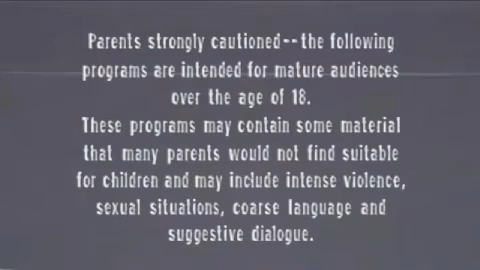 Parents strongly cautioned--the following
programs are intended for mature audiences
over the age of 18.
These programs may contain some material
that many parents would not find suitable
for children and may include intense violence,
sexual situations, coarse language and
suggestive dialogue.